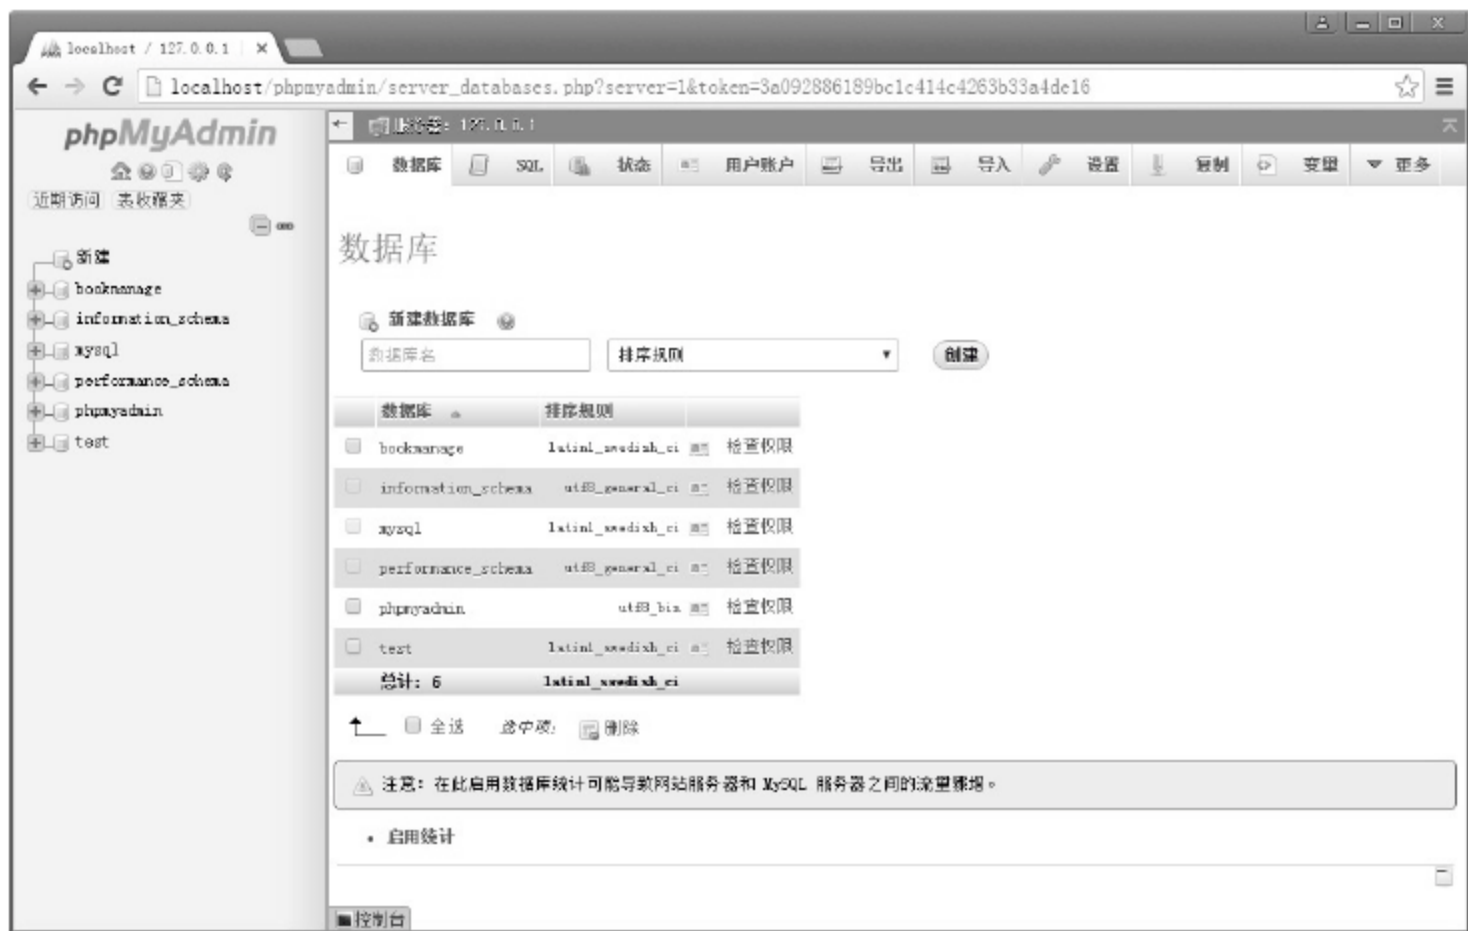 localhost / 127.0.0.1
localhost/phpmyadmin/server_databases.php?server=1&token=3a092886189bc1c414c4263b33a4de16
phpMyAdmin
近期访问 表收藏夹
新建
bookmanage
information_schema
mysql
performance_schema
phpmyadmin
test
服务器: 127.0.0.1
数据库 SQL 状态 用户账户 导出 导入 设置 复制 变量 更多
数据库
新建数据库
数据库名 排序规则 创建
数据库 排序规则
bookmanage latin1_swedish_ci 检查权限
information_schema utf8_general_ci 检查权限
mysql latin1_swedish_ci 检查权限
performance_schema utf8_general_ci 检查权限
phpmyadmin utf8_bin 检查权限
test latin1_swedish_ci 检查权限
总计: 6 latin1_swedish_ci
全选 选中项: 删除
注意: 在此启用数据库统计可能导致网站服务器和 MySQL 服务器之间的流量骤增。
• 启用统计
控制台